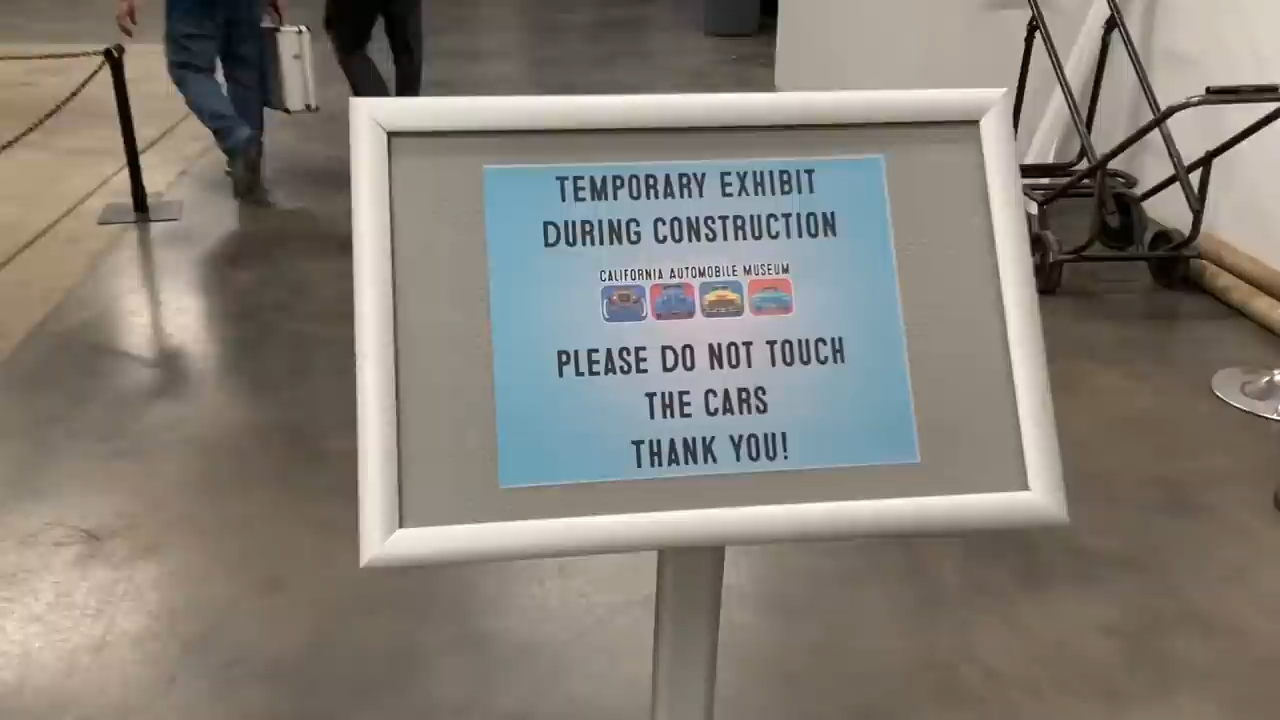 TEMPORARY EXHIBIT
DURING CONSTRUCTION
CALIFORNIA AUTOMOBILE MUSEUM
PLEASE DO NOT TOUCH
THE CARS
THANK YOU!